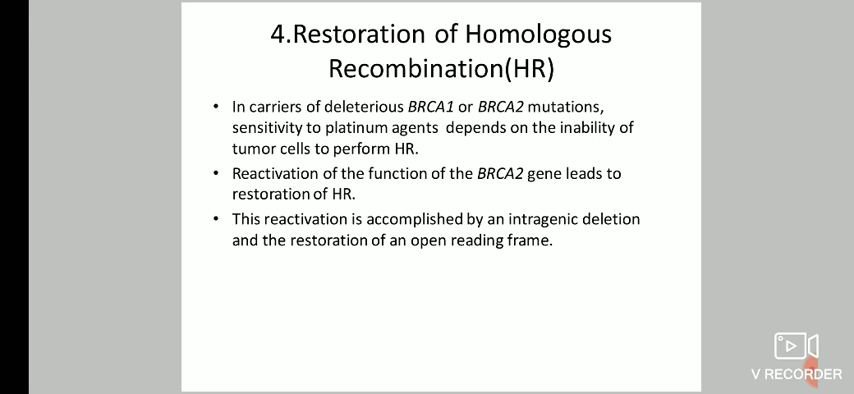 4.Restoration of Homologous
Recombination(HR)
• In carriers of deleterious BRCA1 or BRCA2 mutations,
sensitivity to platinum agents depends on the inability of
tumor cells to perform HR.
• Reactivation of the function of the BRCA2 gene leads to
restoration of HR.
• This reactivation is accomplished by an intragenic deletion
and the restoration of an open reading frame.
V RECORDER